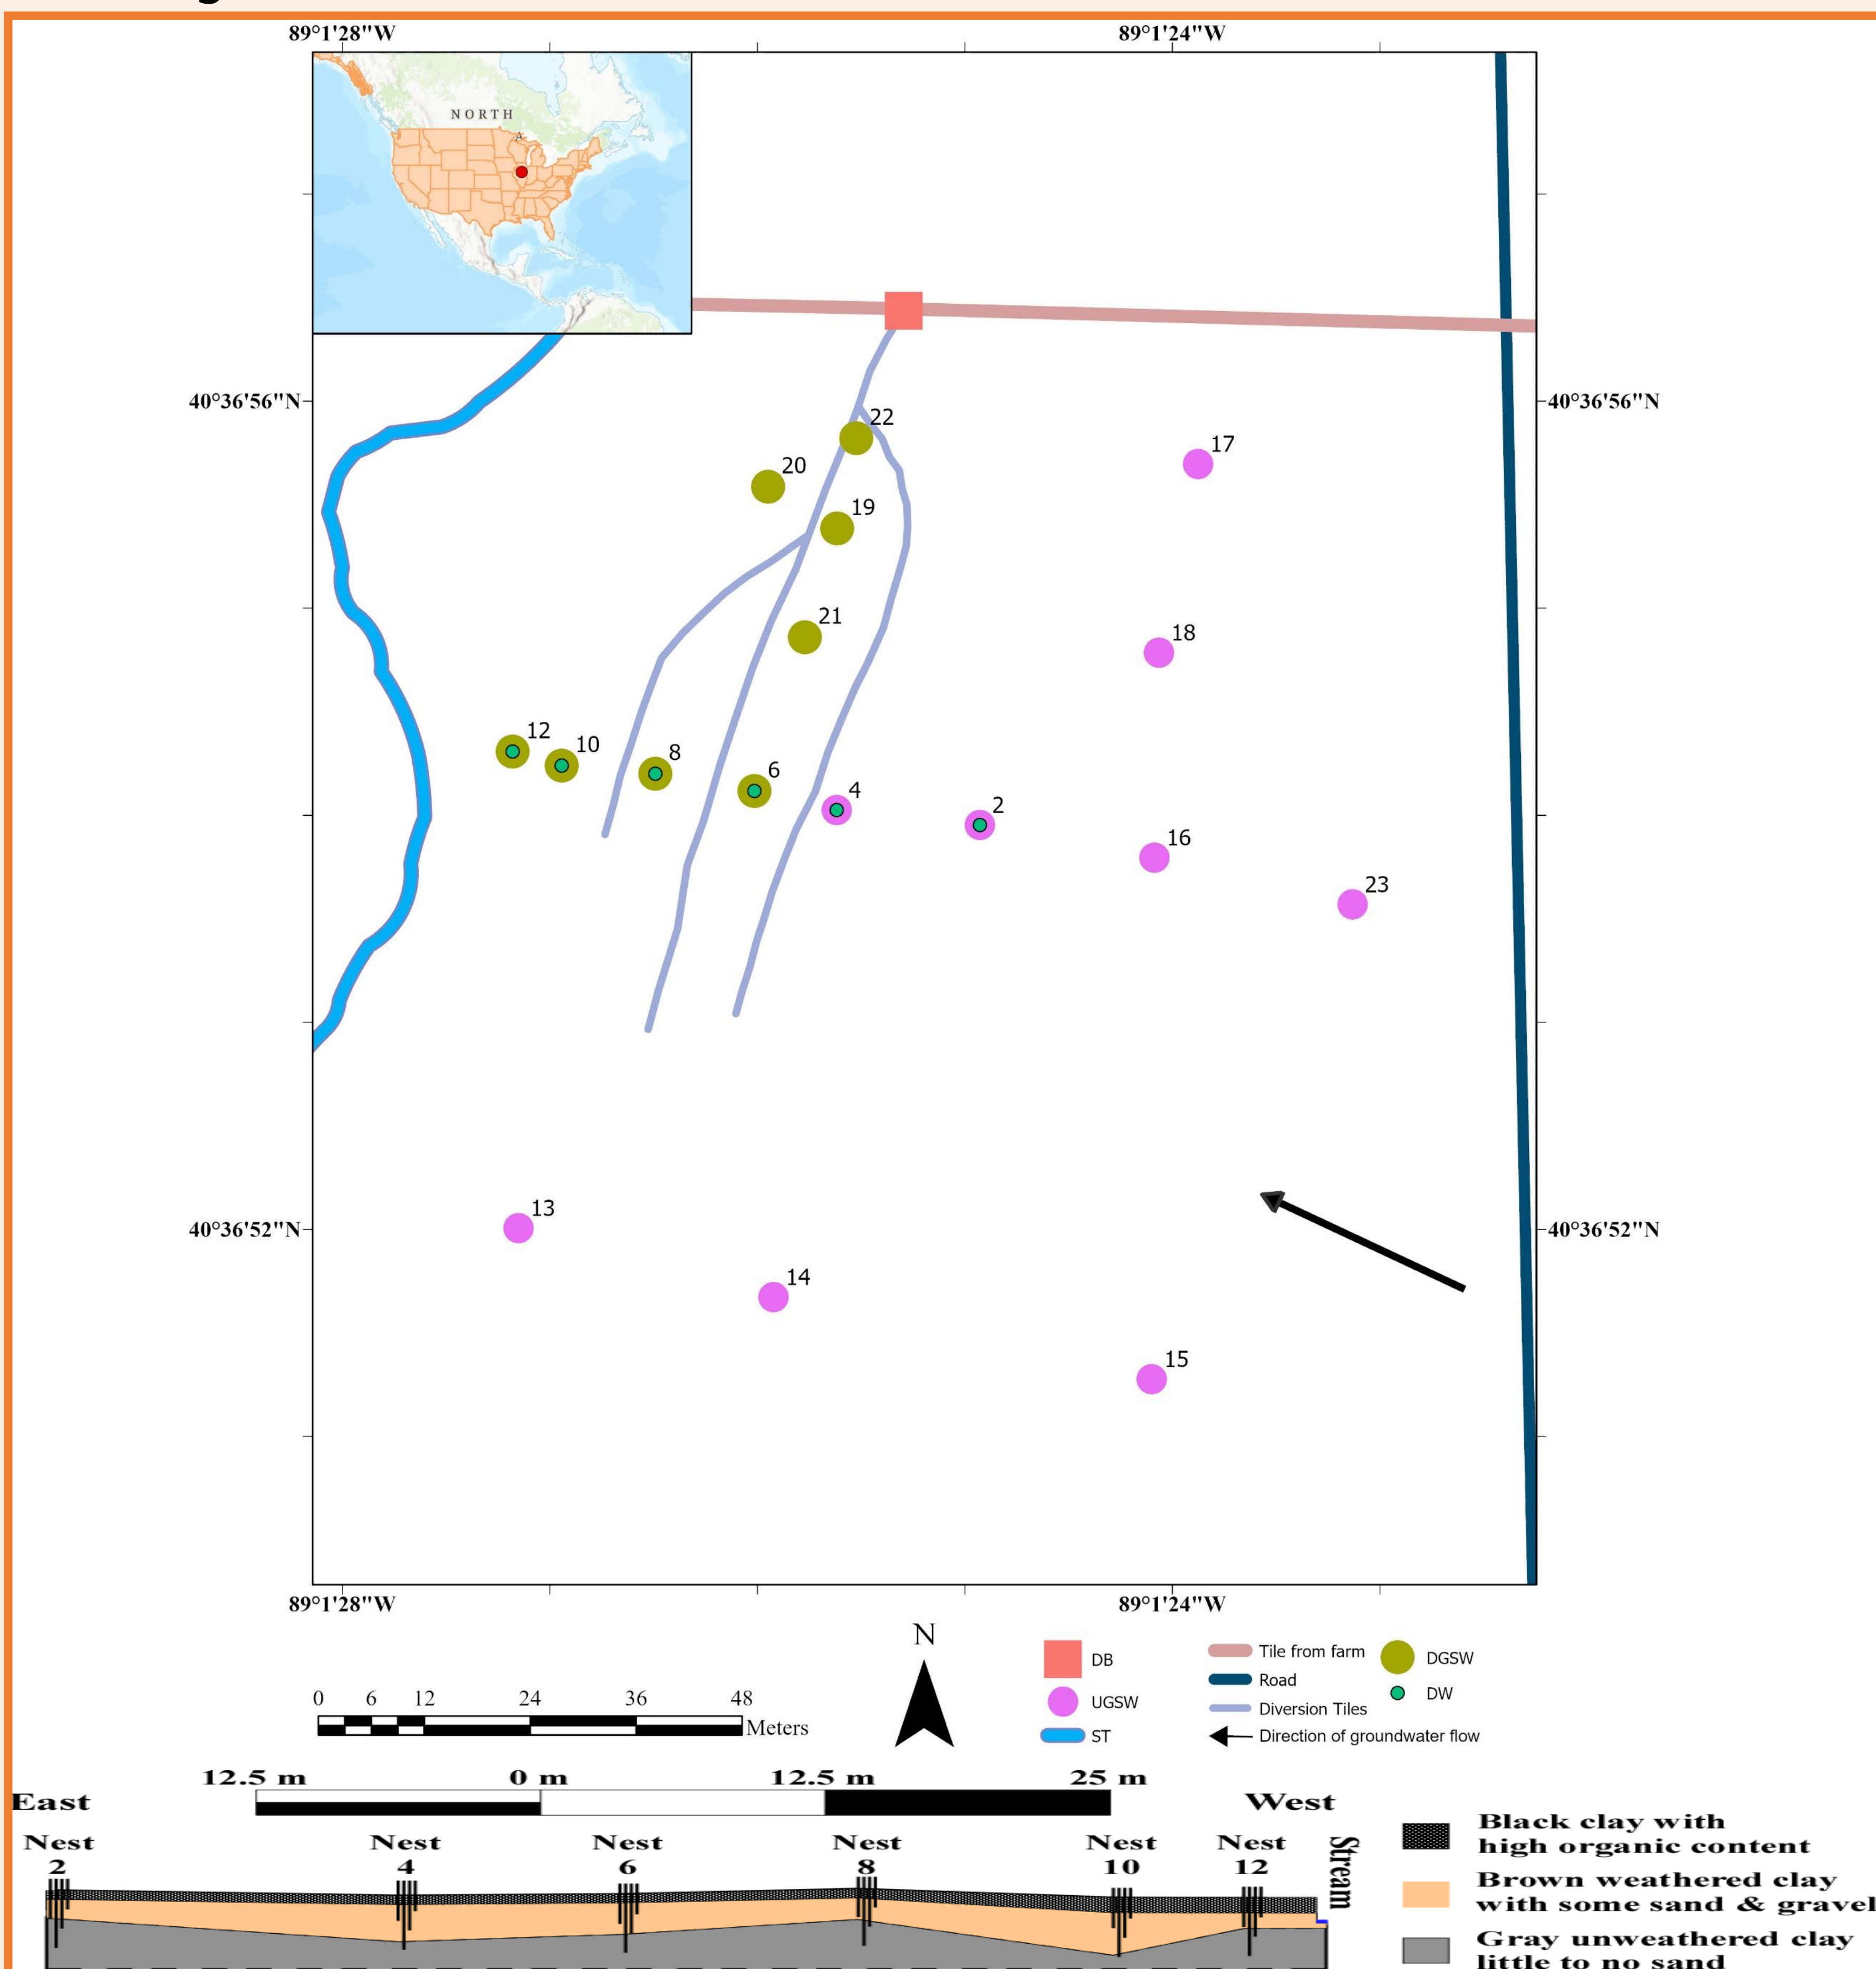 89°1'28"W 89°1'24"W
NORTH
A
40°36'56"N 40°36'56"N
22
17
20
19
21
18
12
10
8
6
4
2
16
23
40°36'52"N 40°36'52"N
13
14
15
89°1'28"W 89°1'24"W
N
0 6 12 24 36 48
Meters
DB
UGSW
ST
Tile from farm
Road
Diversion Tiles
Direction of groundwater flow
DGSW
DW
12.5 m 0 m 12.5 m 25 m
East West
Nest Nest Nest Nest Nest Nest
2 4 6 8 10 12
Stream
Black clay with
high organic content
Brown weathered clay
with some sand & gravel
Gray unweathered clay
little to no sand